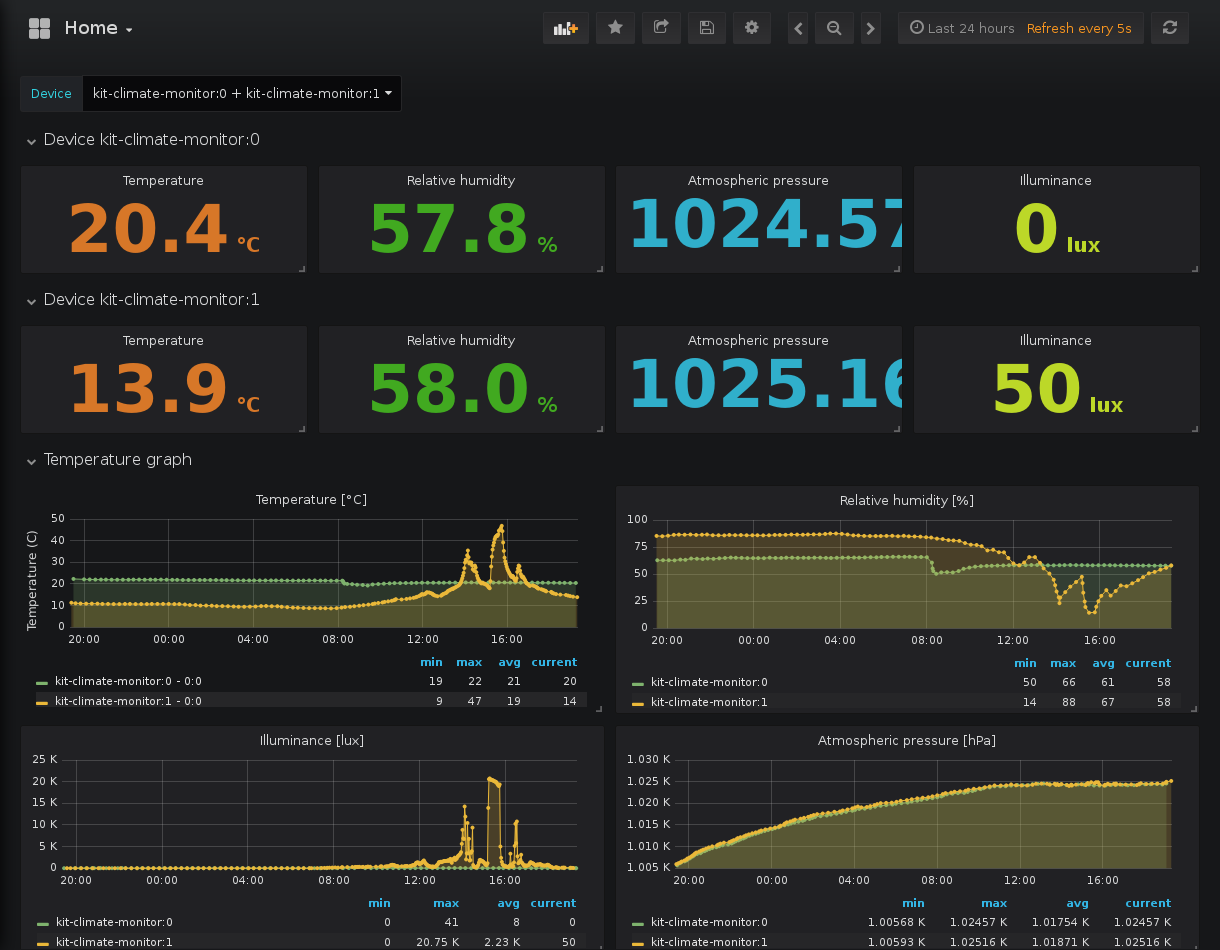 Home
Last 24 hours Refresh every 5s
Device kit-climate-monitor:0 + kit-climate-monitor:1
Device kit-climate-monitor:0
Temperature Relative humidity Atmospheric pressure Illuminance
20.4 °C 57.8 % 1024.57 0 lux
Device kit-climate-monitor:1
Temperature Relative humidity Atmospheric pressure Illuminance
13.9 °C 58.0 % 1025.16 50 lux
Temperature graph
Temperature [°C]
Temperature (C)
50
40
30
20
10
0
20:00 00:00 04:00 08:00 12:00 16:00
min max avg current
kit-climate-monitor:0 - 0:0 19 22 21 20
kit-climate-monitor:1 - 0:0 9 47 19 14
Relative humidity [%]
100
75
50
25
0
20:00 00:00 04:00 08:00 12:00 16:00
min max avg current
kit-climate-monitor:0 50 66 61 58
kit-climate-monitor:1 14 88 67 58
Illuminance [lux]
25 K
20 K
15 K
10 K
5 K
0
20:00 00:00 04:00 08:00 12:00 16:00
min max avg current
kit-climate-monitor:0 0 41 8 0
kit-climate-monitor:1 0 20.75 K 2.23 K 50
Atmospheric pressure [hPa]
1.030 K
1.025 K
1.020 K
1.015 K
1.010 K
1.005 K
20:00 00:00 04:00 08:00 12:00 16:00
min max avg current
kit-climate-monitor:0 1.00568 K 1.02457 K 1.01754 K 1.02457 K
kit-climate-monitor:1 1.00593 K 1.02516 K 1.01871 K 1.02516 K